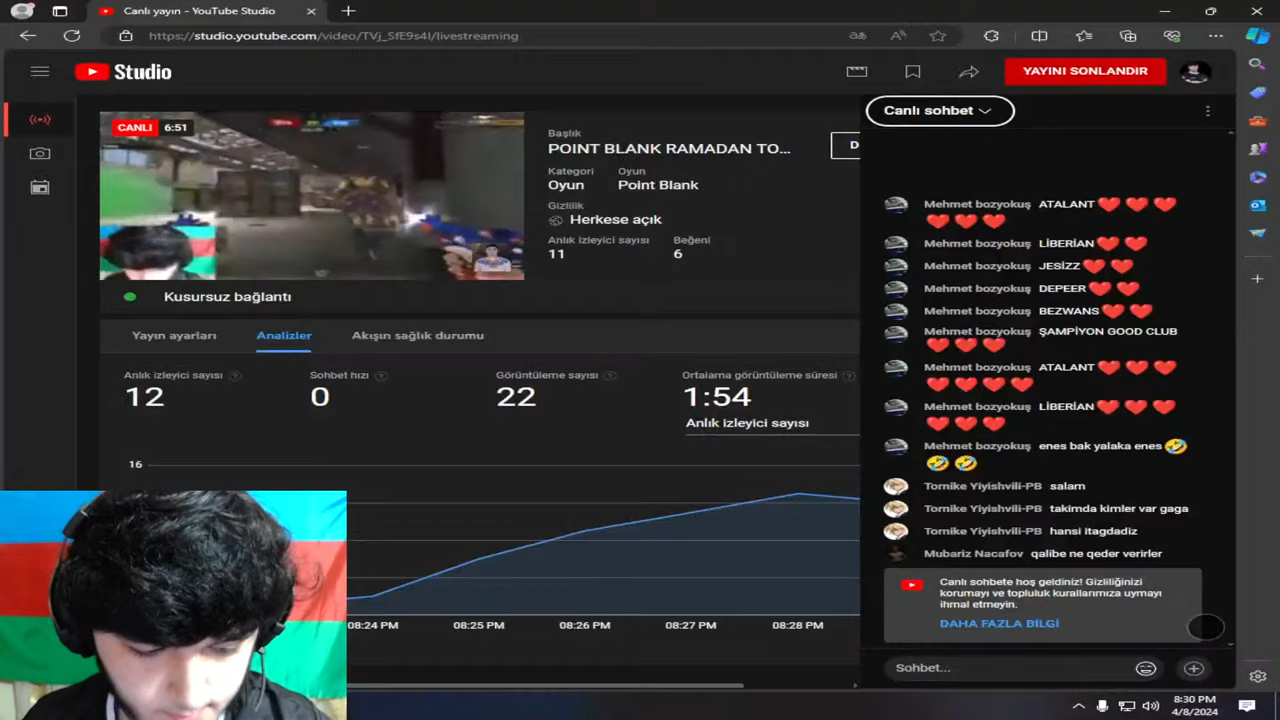 Canlı yayın - YouTube Studio
https://studio.youtube.com/video/TVj_SfE9s4I/livestreaming
Studio
YAYINI SONLANDIR
CANLI 6:51
Başlık
POINT BLANK RAMADAN TO...
Kategori Oyun
Oyun Point Blank
Gizlilik
Herkese açık
Anlık izleyici sayısı Beğeni
11 6
Kusursuz bağlantı
Yayın ayarları Analizler Akışın sağlık durumu
Anlık izleyici sayısı Sohbet hızı Görüntüleme sayısı Ortalama görüntüleme süresi
12 0 22 1:54
Anlık izleyici sayısı
16
08:24 PM 08:25 PM 08:26 PM 08:27 PM 08:28 PM
Canlı sohbet
Mehmet bozyokuş ATALANT ❤️ ❤️ ❤️
❤️ ❤️ ❤️
Mehmet bozyokuş LİBERİAN ❤️ ❤️
Mehmet bozyokuş JESİZZ ❤️ ❤️
Mehmet bozyokuş DEPEER ❤️ ❤️
Mehmet bozyokuş BEZWANS ❤️ ❤️
Mehmet bozyokuş ŞAMPİYON GOOD CLUB
❤️ ❤️ ❤️
Mehmet bozyokuş ATALANT ❤️ ❤️ ❤️
❤️ ❤️ ❤️ ❤️
Mehmet bozyokuş LİBERİAN ❤️ ❤️ ❤️
❤️ ❤️ ❤️
Mehmet bozyokuş enes bak yalaka enes 🤣
🤣 🤣
Tornike Yiyishvili-PB salam
Tornike Yiyishvili-PB takimda kimler var gaga
Tornike Yiyishvili-PB hansi itagdadiz
Mubariz Nacafov qalibe ne qeder verirler
Canlı sohbete hoş geldiniz! Gizliliğinizi
korumayı ve topluluk kurallarımıza uymayı
ihmal etmeyin.
DAHA FAZLA BİLGİ
Sohbet...
8:30 PM
4/8/2024